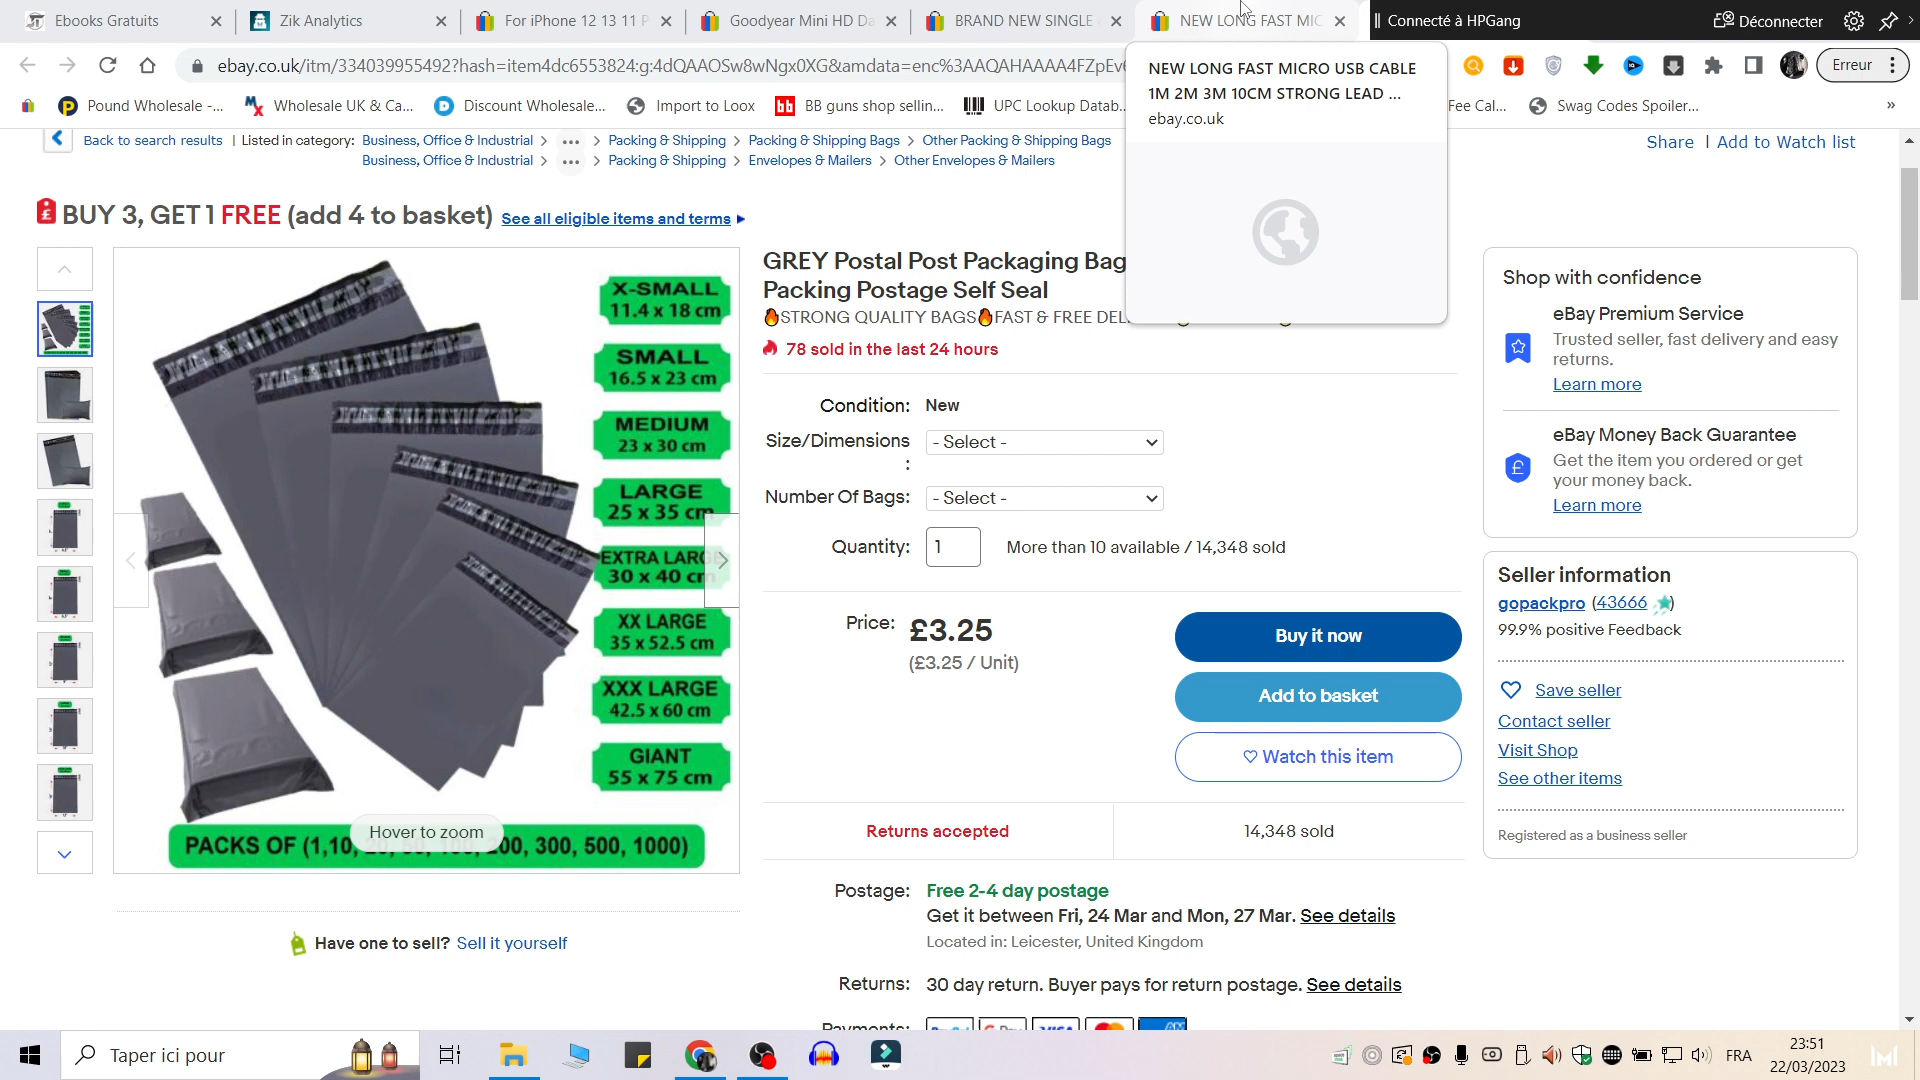 Ebooks Gratuits
Zik Analytics
For iPhone 12 13 11 P
Goodyear Mini HD Da
BRAND NEW SINGLE
NEW LONG FAST MIC
Connecté à HPGang
Déconnecter
ebay.co.uk/itm/334039955492?hash=item4dc6553824:g:4dQAAOSw8wNgx0XG&amdata=enc%3AAQAHAAAA4FZpEv
Erreur
Pound Wholesale -...
Wholesale UK & Ca...
Discount Wholesale...
Import to Loox
BB guns shop sellin...
UPC Lookup Datab..
Fee Cal...
Swag Codes Spoiler...
NEW LONG FAST MICRO USB CABLE
1M 2M 3M 10CM STRONG LEAD ...
ebay.co.uk
Back to search results | Listed in category: Business, Office & Industrial > ... > Packing & Shipping > Packing & Shipping Bags > Other Packing & Shipping Bags
Business, Office & Industrial > ... > Packing & Shipping > Envelopes & Mailers > Other Envelopes & Mailers
Share | Add to Watch list
BUY 3, GET 1 FREE (add 4 to basket) See all eligible items and terms
X-SMALL
11.4 x 18 cm
SMALL
16.5 x 23 cm
MEDIUM
23 x 30 cm
LARGE
25 x 35 cm
EXTRA LARGE
30 x 40 cm
XX LARGE
35 x 52.5 cm
XXX LARGE
42.5 x 60 cm
GIANT
55 x 75 cm
PACKS OF (1,10, 20, 50, 100, 200, 300, 500, 1000)
Hover to zoom
Have one to sell? Sell it yourself
GREY Postal Post Packaging Bag
Packing Postage Self Seal
STRONG QUALITY BAGS FAST & FREE DEL
78 sold in the last 24 hours
Condition: New
Size/Dimensions
:
- Select -
Number Of Bags: - Select -
Quantity: 1 More than 10 available / 14,348 sold
Price: £3.25
(£3.25 / Unit)
Buy it now
Add to basket
Watch this item
Returns accepted
14,348 sold
Postage: Free 2-4 day postage
Get it between Fri, 24 Mar and Mon, 27 Mar. See details
Located in: Leicester, United Kingdom
Returns: 30 day return. Buyer pays for return postage. See details
Payments:
Shop with confidence
eBay Premium Service
Trusted seller, fast delivery and easy
returns.
Learn more
eBay Money Back Guarantee
Get the item you ordered or get
your money back.
Learn more
Seller information
gopackpro (43666)
99.9% positive Feedback
Save seller
Contact seller
Visit Shop
See other items
Registered as a business seller
Taper ici pour
FRA
23:51
22/03/2023